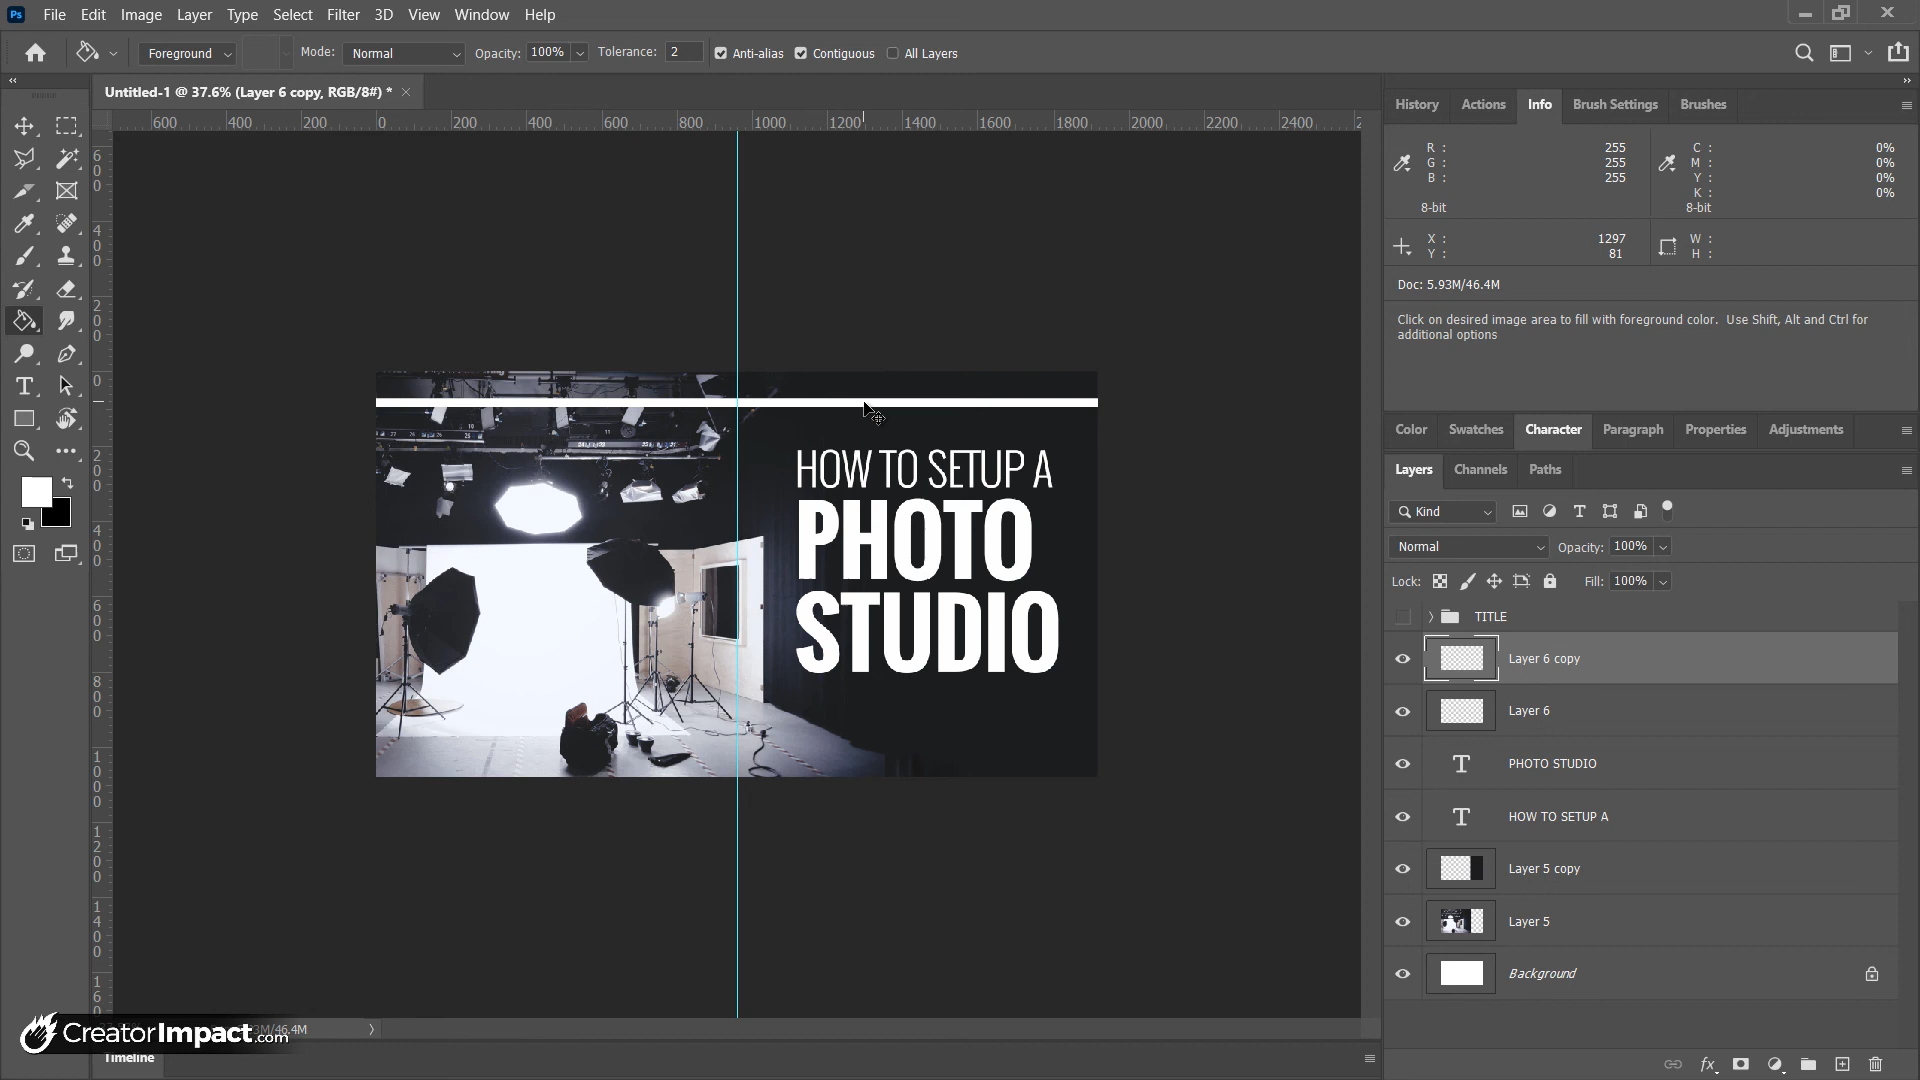 Ps File Edit Image Layer Type Select Filter 3D View Window Help
Foreground Mode: Normal Opacity: 100% Tolerance: 2 Anti-alias Contiguous All Layers
Untitled-1 @ 37.6% (Layer 6 copy, RGB/8#) *
600 400 200 0 200 400 600 800 1000 1200 1400 1600 1800 2000 2200 2400
600
400
200
0
200
400
600
800
1000
1200
1400
HOW TO SETUP A
PHOTO
STUDIO
History Actions Info Brush Settings Brushes
R : 255 C : 0%
G : 255 M : 0%
B : 255 Y : 0%
K : 0%
8-bit 8-bit
X : 1297 W :
Y : 81 H :
Doc: 5.93M/46.4M
Click on desired image area to fill with foreground color. Use Shift, Alt and Ctrl for
additional options
Color Swatches Character Paragraph Properties Adjustments
Layers Channels Paths
Kind
Normal Opacity: 100%
Lock: Fill: 100%
TITLE
Layer 6 copy
Layer 6
PHOTO STUDIO
HOW TO SETUP A
Layer 5 copy
Layer 5
Background
fx
CreatorImpact.com
Timeline